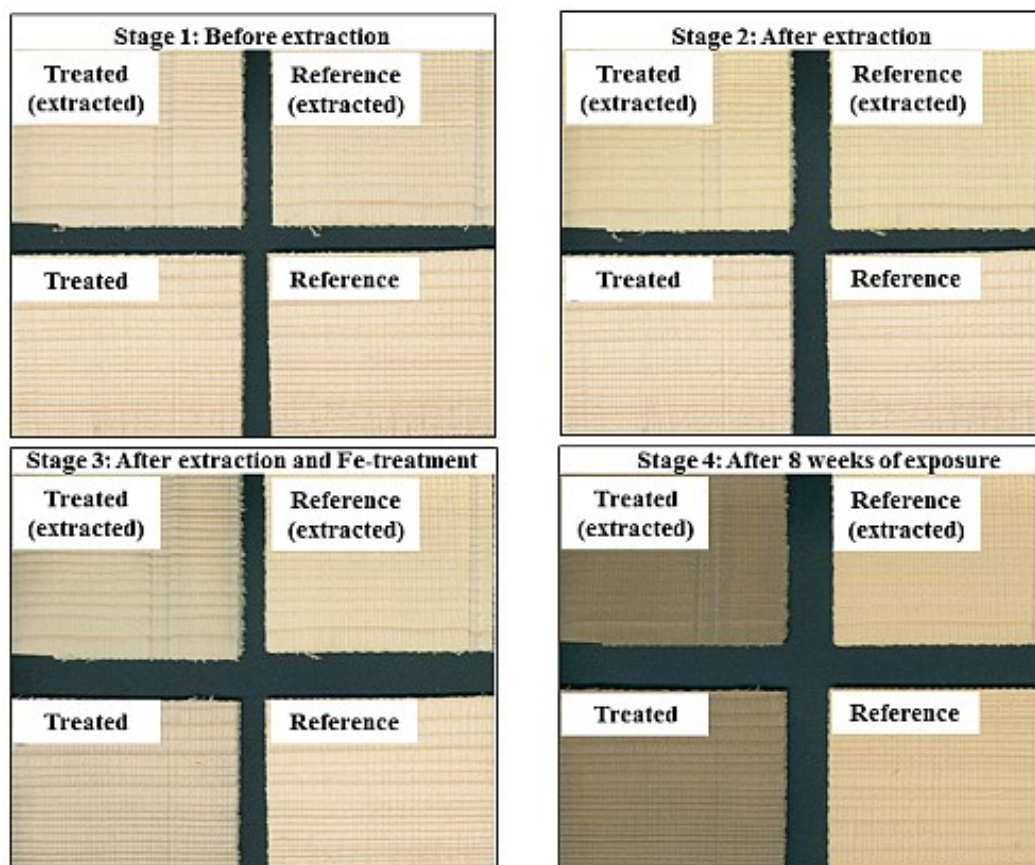 Stage 1: Before extraction
Treated
(extracted)
Reference
(extracted)
Treated
Reference
Stage 2: After extraction
Treated
(extracted)
Reference
(extracted)
Treated
Reference
Stage 3: After extraction and Fe-treatment
Treated
(extracted)
Reference
(extracted)
Treated
Reference
Stage 4: After 8 weeks of exposure
Treated
(extracted)
Reference
(extracted)
Treated
Reference